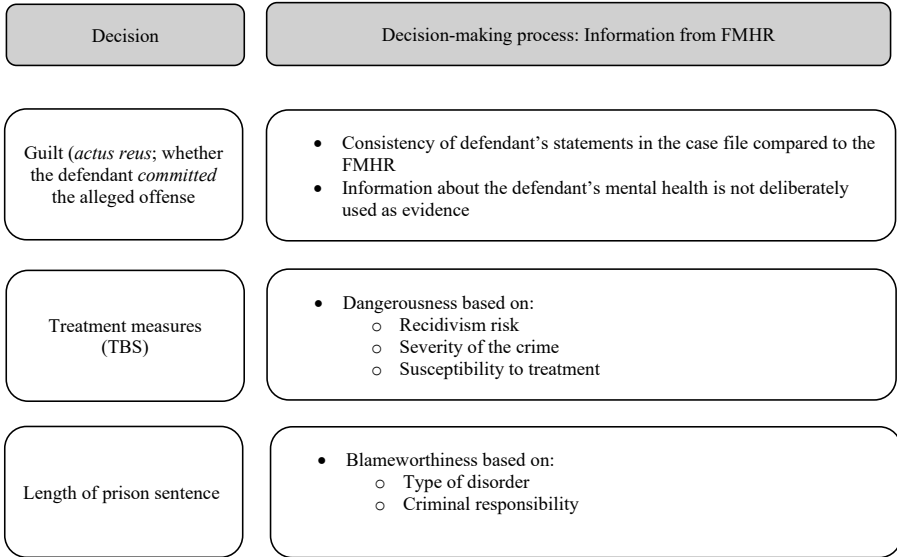 Decision
Decision-making process: Information from FMHR
Guilt (actus reus; whether
the defendant committed
the alleged offense
• Consistency of defendant’s statements in the case file compared to the
FMHR
• Information about the defendant’s mental health is not deliberately
used as evidence
Treatment measures
(TBS)
• Dangerousness based on:
o Recidivism risk
o Severity of the crime
o Susceptibility to treatment
Length of prison sentence
• Blameworthiness based on:
o Type of disorder
o Criminal responsibility